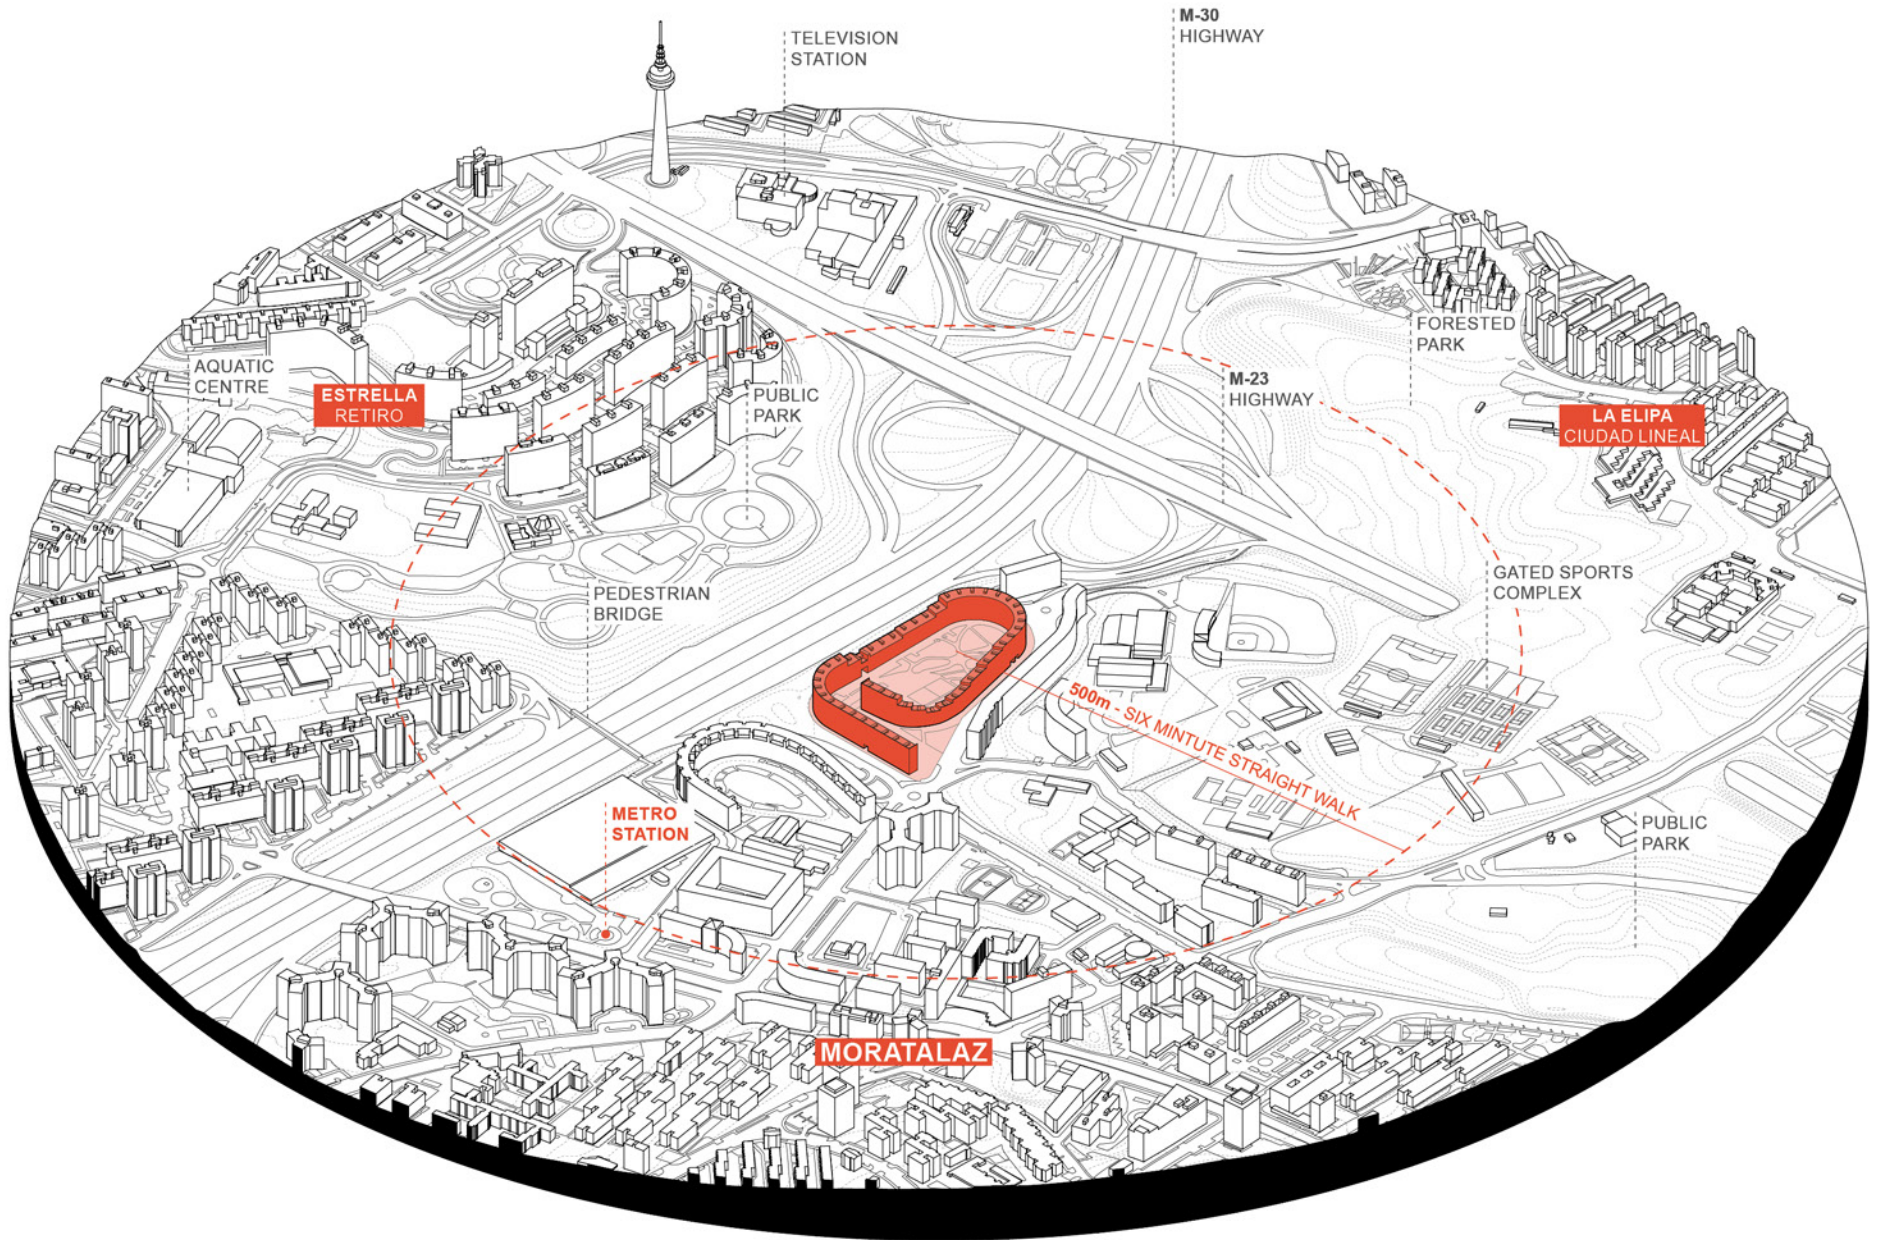 M-30
HIGHWAY
TELEVISION
STATION
FORESTED
PARK
AQUATIC
CENTRE
ESTRELLA
RETIRO
M-23
HIGHWAY
PUBLIC
PARK
LA ELIPA
CIUDAD LINEAL
GATED SPORTS
COMPLEX
PEDESTRIAN
BRIDGE
500m - SIX MINTUTE STRAIGHT WALK
METRO
STATION
PUBLIC
PARK
MORATALAZ